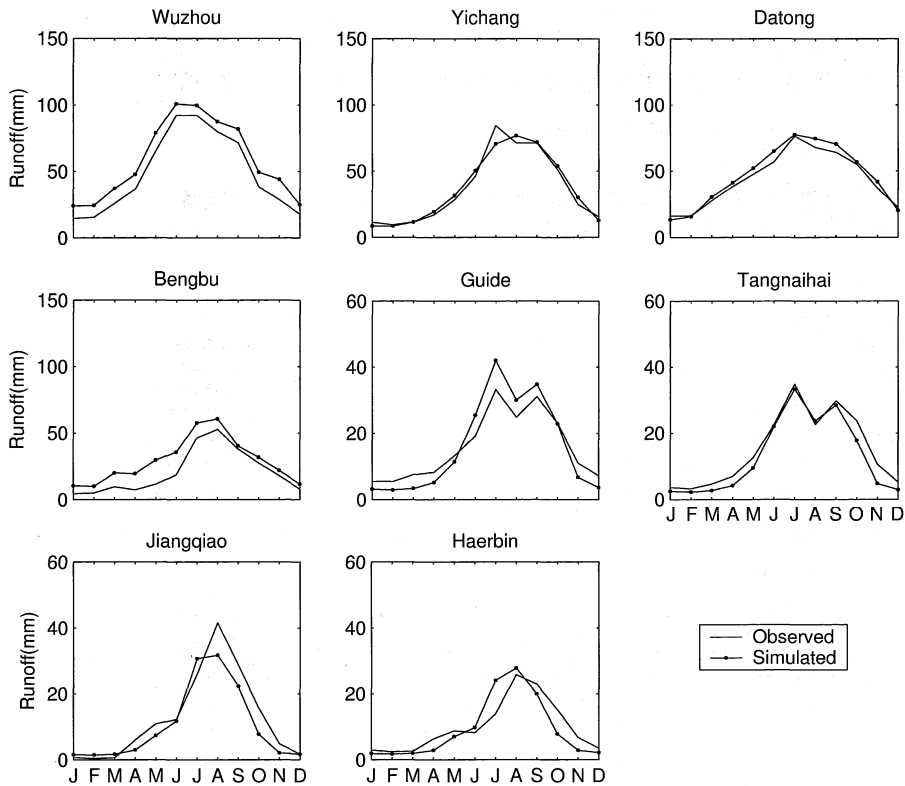 Wuzhou
Yichang
Datong
Runoff(mm)
150
100
50
0
150
100
50
0
150
100
50
0
Bengbu
Guide
Tangnaihai
Runoff(mm)
150
100
50
0
60
40
20
0
60
40
20
0
J F M A M J J A S O N D
Jiangqiao
Haerbin
Runoff(mm)
60
40
20
0
J F M A M J J A S O N D
60
40
20
0
J F M A M J J A S O N D
Observed
Simulated